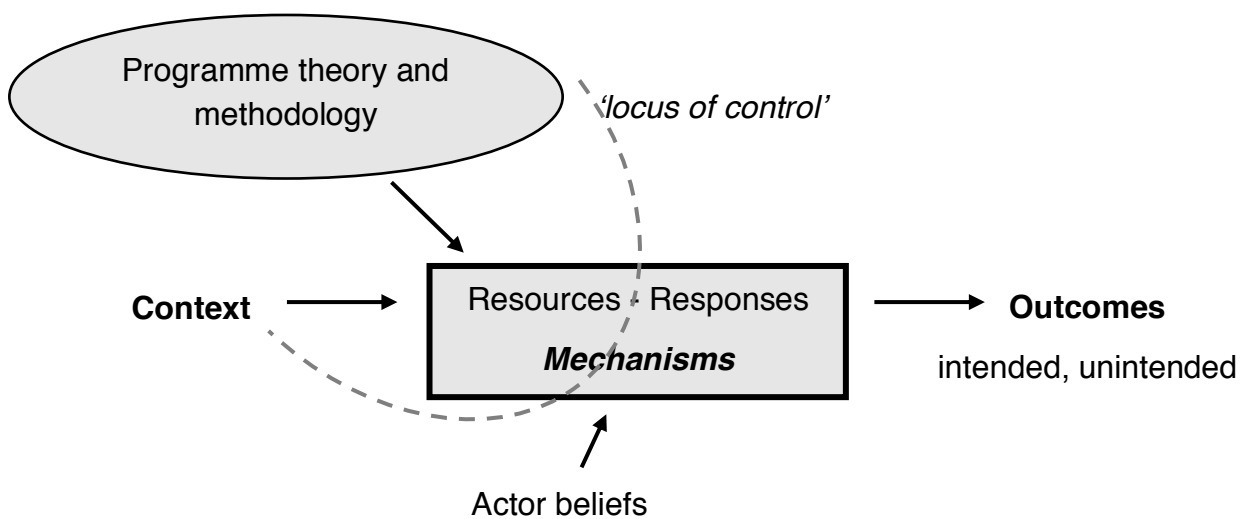 Programme theory and
methodology
‘locus of control’
Context
Resources - Responses
Mechanisms
Outcomes
intended, unintended
Actor beliefs